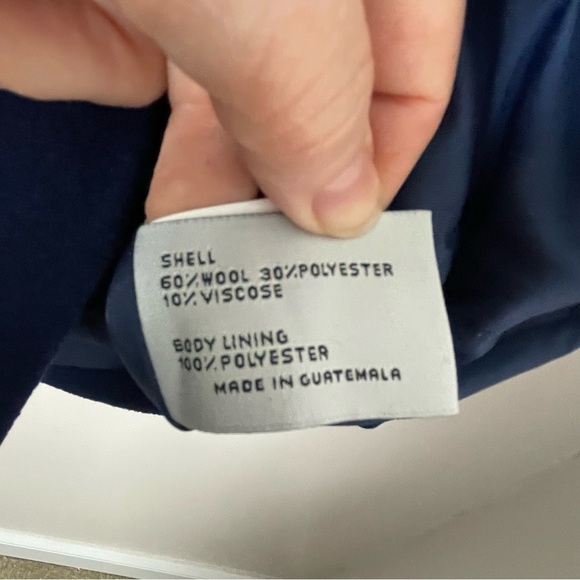 SHELL
60% WOOL 30% POLYESTER
10% VISCOSE
BODY LINING
100% POLYESTER
MADE IN GUATEMALA